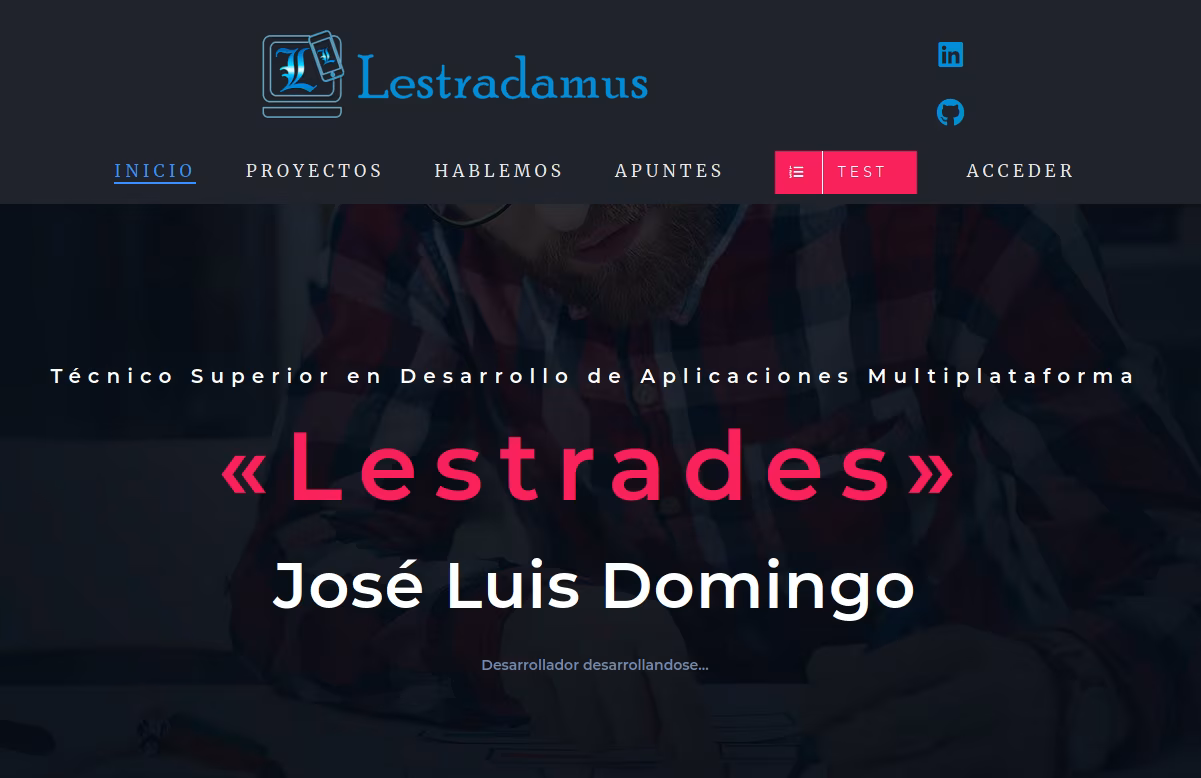 Lestradamus
INICIO PROYECTOS HABLEMOS APUNTES TEST ACCEDER
Técnico Superior en Desarrollo de Aplicaciones Multiplataforma
«Lestrades»
José Luis Domingo
Desarrollador desarrollandose...